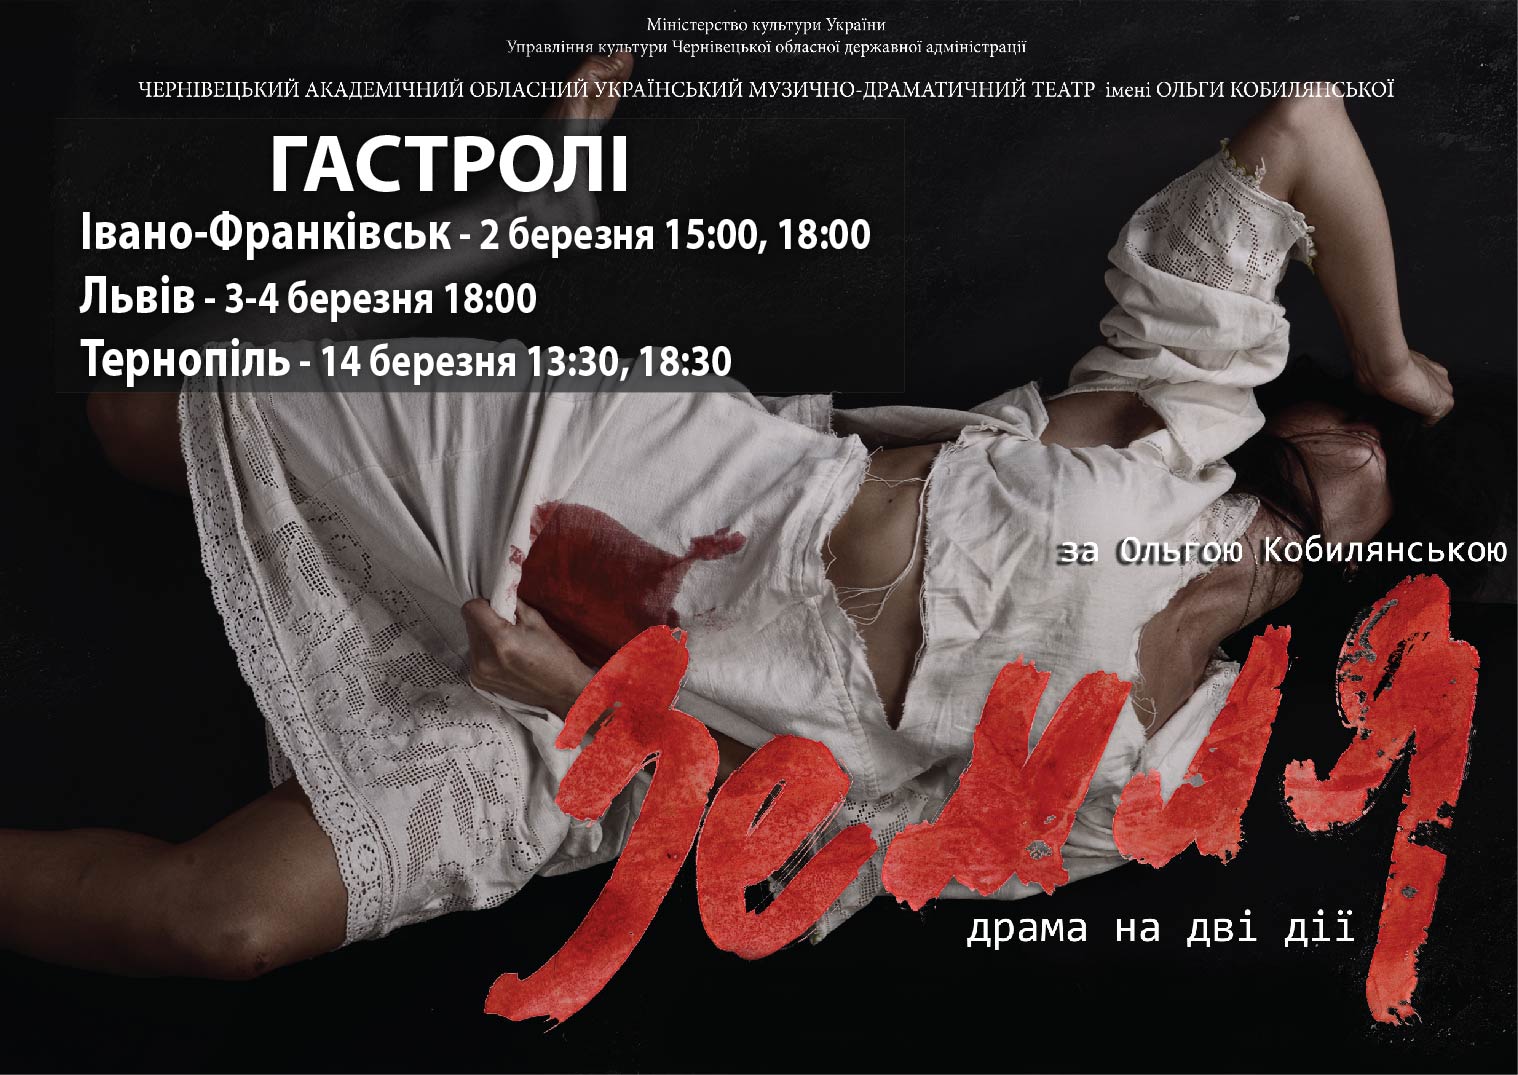 Міністерство культури України
Управління культури Чернівецької обласної державної адміністрації
ЧЕРНІВЕЦЬКИЙ АКАДЕМІЧНИЙ ОБЛАСНИЙ УКРАЇНСЬКИЙ МУЗИЧНО-ДРАМАТИЧНИЙ ТЕАТР імені ОЛЬГИ КОБИЛЯНСЬКОЇ
ГАСТРОЛІ
Івано-Франківськ - 2 березня 15:00, 18:00
Львів - 3-4 березня 18:00
Тернопіль - 14 березня 13:30, 18:30
за Ольгою Кобилянською
Земля
драма на дві дії